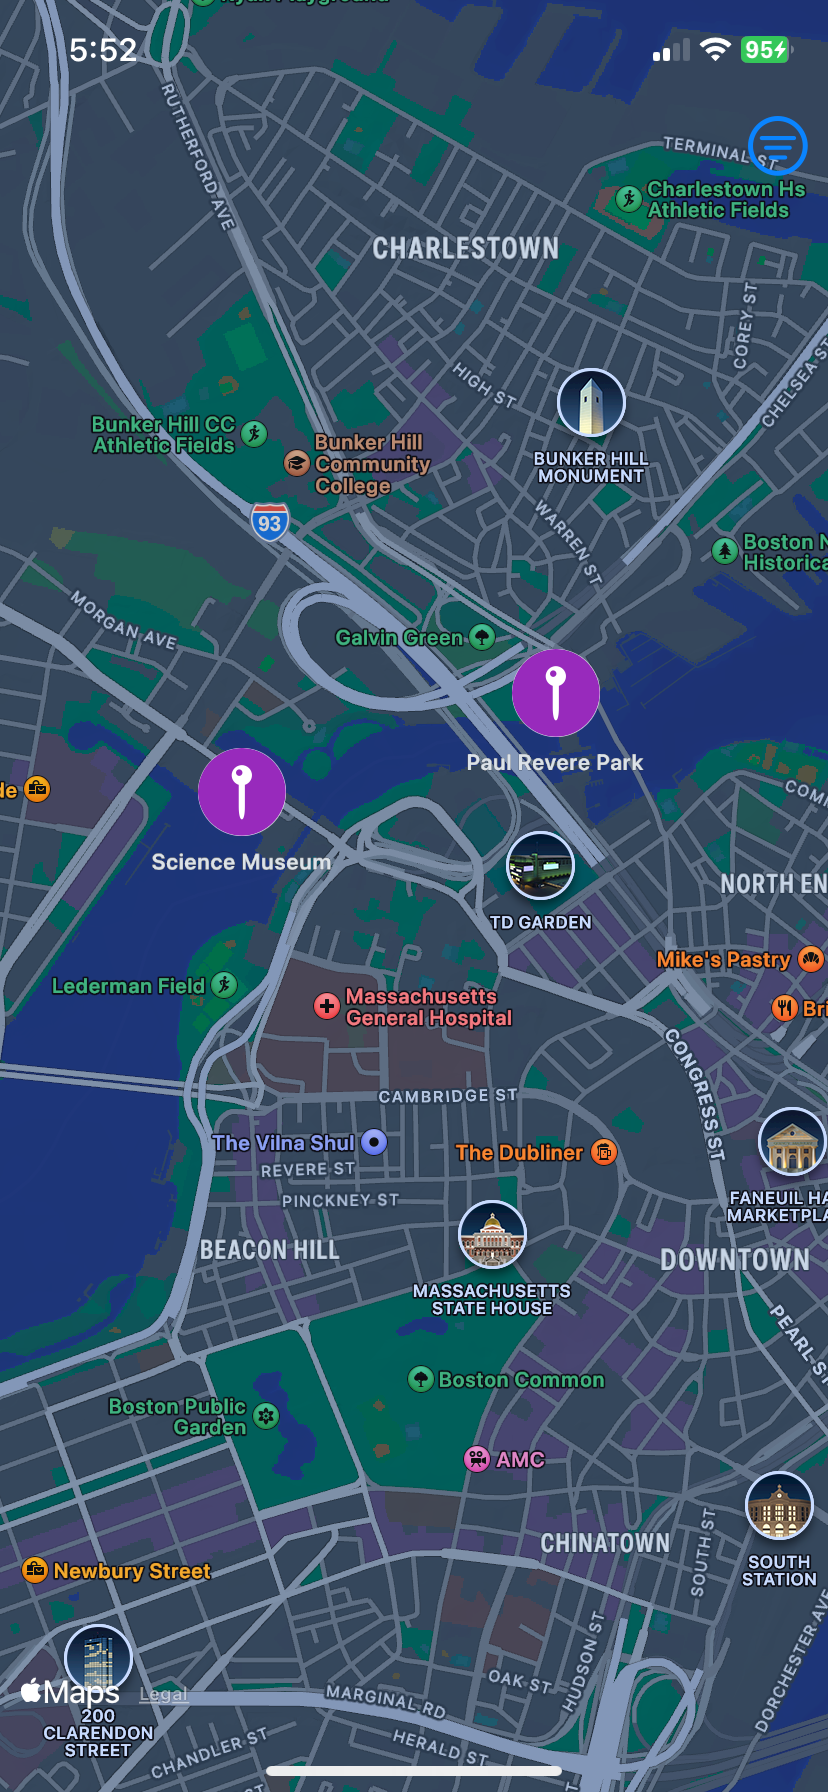 Ryan Playground
5:52
95
RUTHERFORD AVE
TERMINAL ST
Charlestown Hs
Athletic Fields
CHARLESTOWN
COREY ST
CHELSEA ST
HIGH ST
Bunker Hill CC
Athletic Fields
Bunker Hill
Community
College
BUNKER HILL
MONUMENT
93
WARREN ST
Boston N
Historica
MORGAN AVE
Galvin Green
Paul Revere Park
de
COM
Science Museum
NORTH EN
TD GARDEN
Mike's Pastry
Lederman Field
Massachusetts
General Hospital
Bri
CONGRESS ST
CAMBRIDGE ST
The Vilna Shul
The Dubliner
REVERE ST
PINCKNEY ST
FANEUIL HA
MARKETPLA
BEACON HILL
DOWNTOWN
MASSACHUSETTS
STATE HOUSE
PEARL ST
Boston Common
Boston Public
Garden
AMC
CHINATOWN
SOUTH ST
SOUTH
STATION
Newbury Street
HUDSON ST
DORCHESTER AVE
OAK ST
Maps
Legal
MARGINAL RD
200
CLARENDON
STREET
CHANDLER ST
HERALD ST